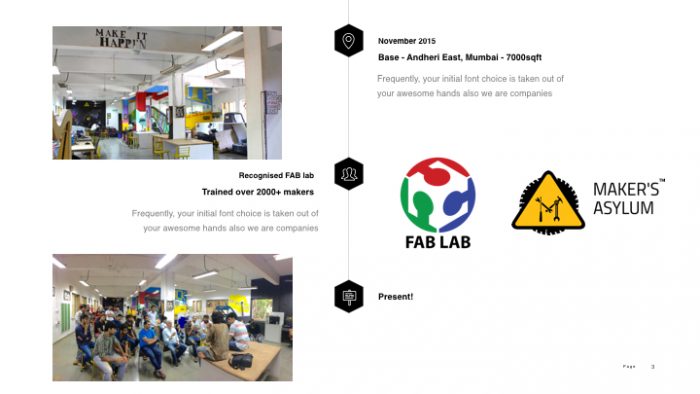 MAKE IT
HAPPEN
November 2015
Base - Andheri East, Mumbai - 7000sqft
Frequently, your initial font choice is taken out of
your awesome hands also we are companies
Recognised FAB lab
Trained over 2000+ makers
Frequently, your initial font choice is taken out of
your awesome hands also we are companies
FAB LAB
MAKER'S™
ASYLUM
Present!
Page 3